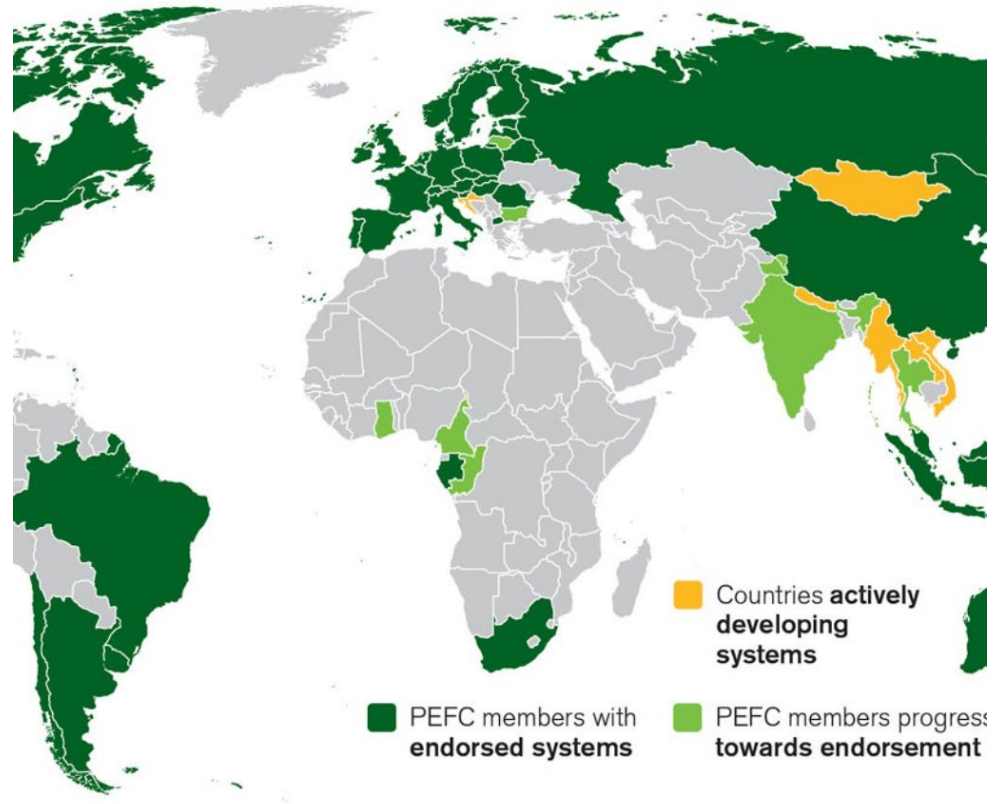 Countries actively
developing
systems
PEFC members with
endorsed systems
PEFC members progress
towards endorsement